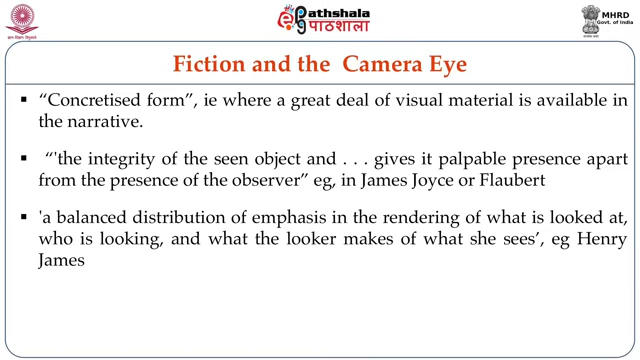 Pathshala
पाठशाला
MHRD
Govt. of India
Fiction and the Camera Eye
▪ “Concretised form”, ie where a great deal of visual material is available in
the narrative.
▪ “'the integrity of the seen object and . . . gives it palpable presence apart
from the presence of the observer” eg, in James Joyce or Flaubert
▪ 'a balanced distribution of emphasis in the rendering of what is looked at,
who is looking, and what the looker makes of what she sees’, eg Henry
James